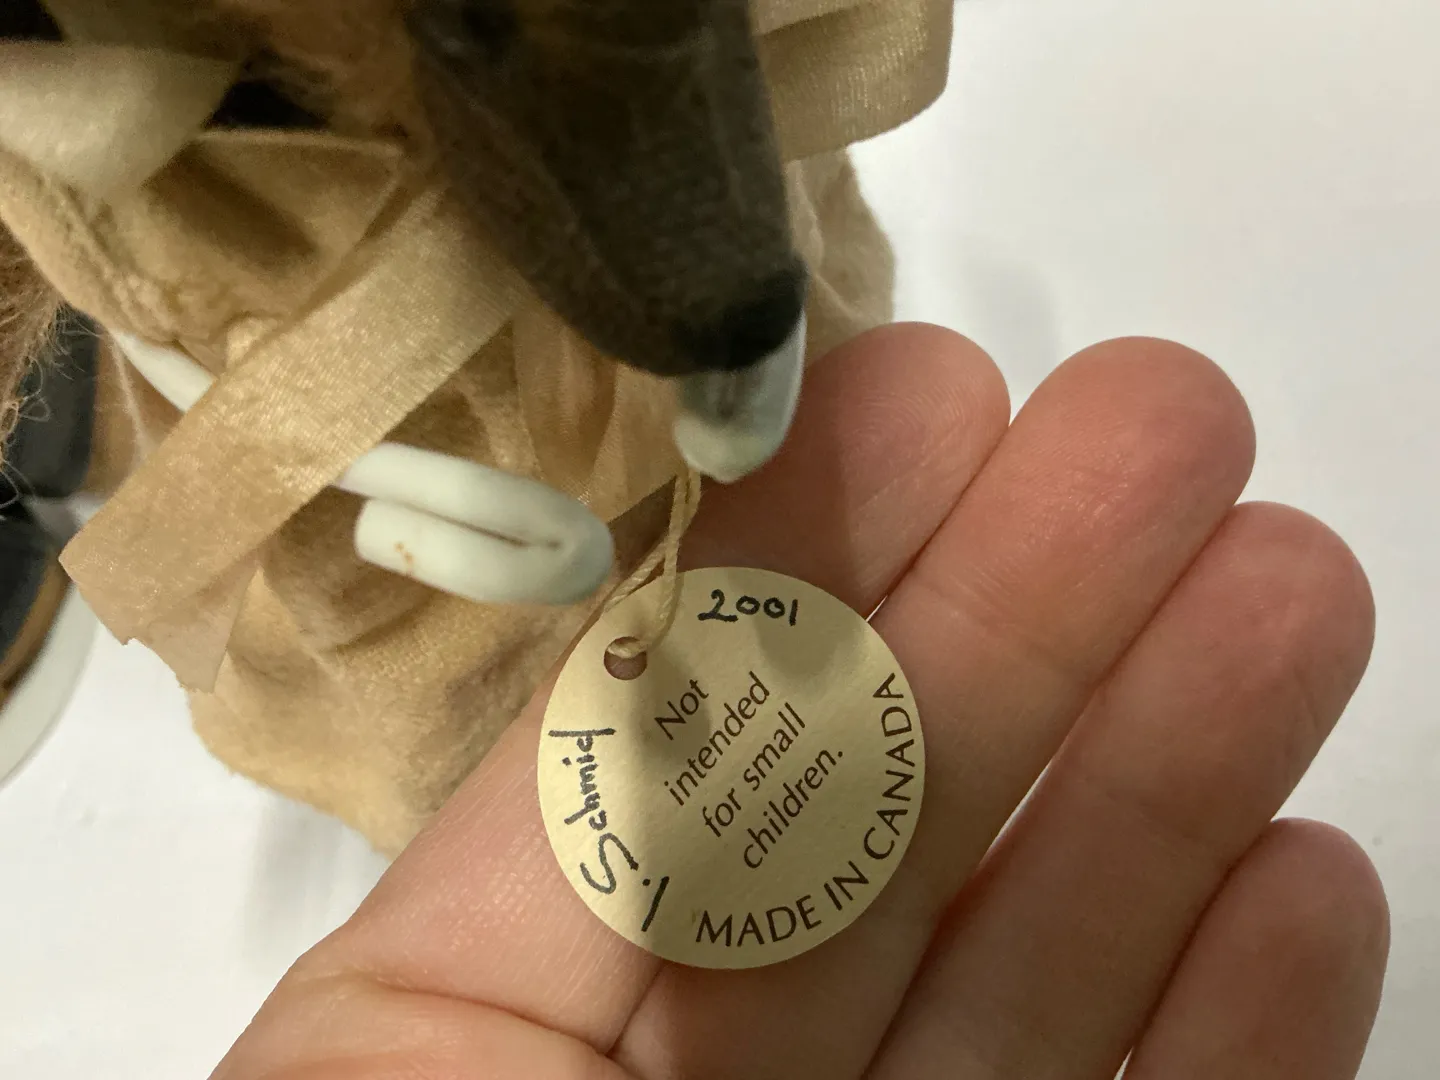 2001
Not
intended
for small
children.
MADE IN CANADA
i. Schmid